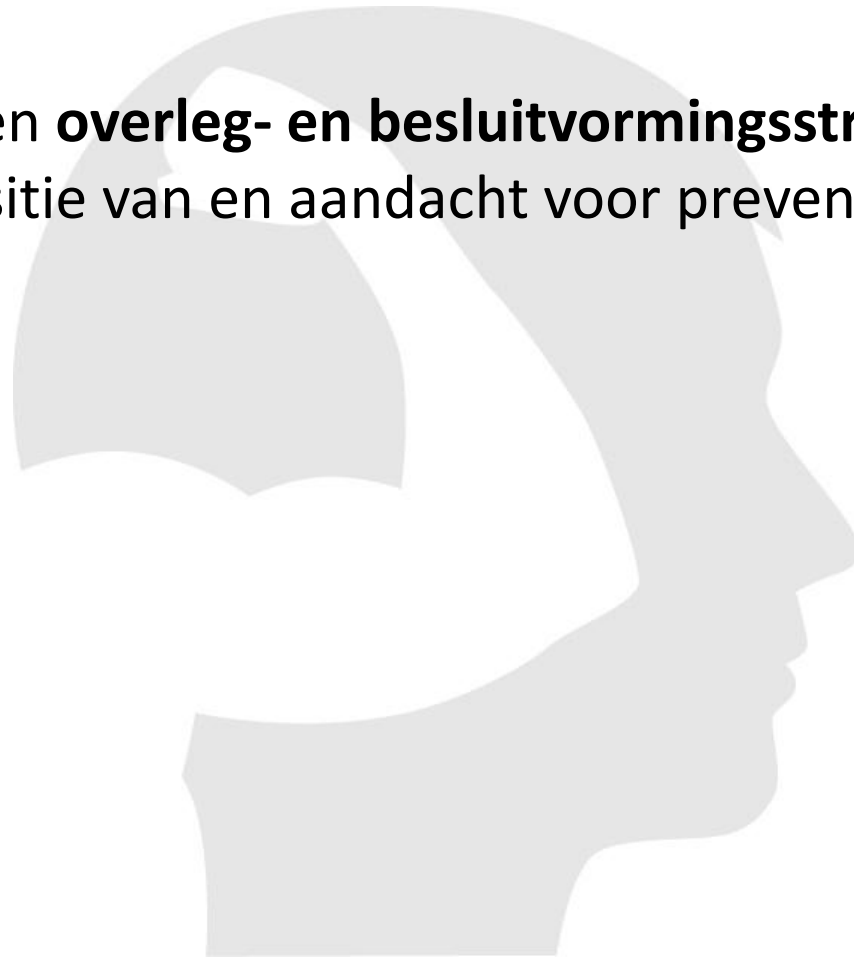 en overleg- en besluitvormingsstr
sitie van en aandacht voor preven